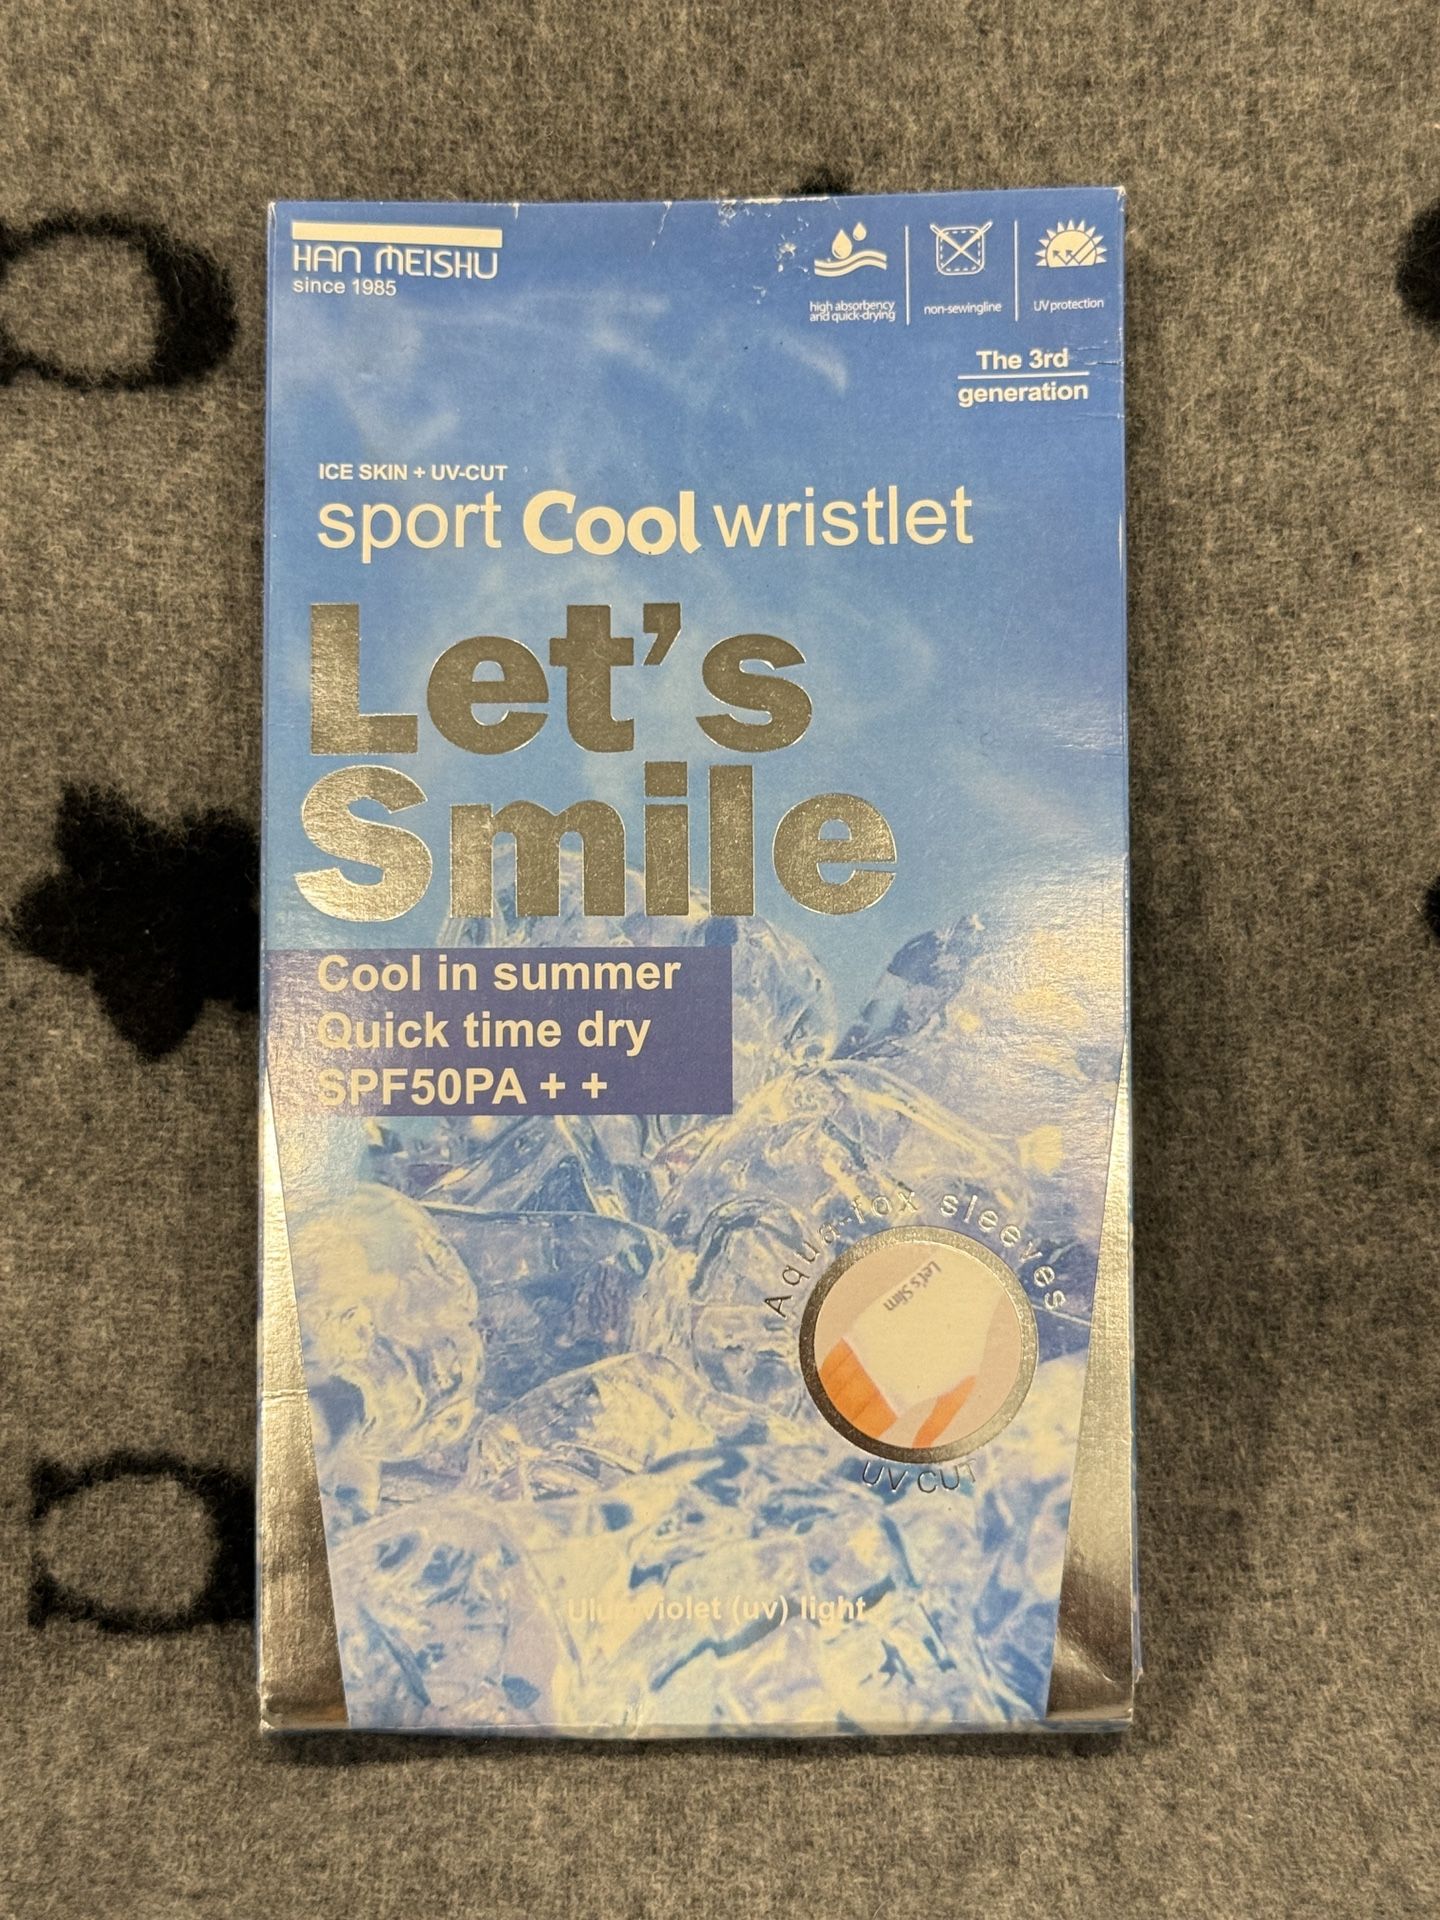 HAN MEISHU
since 1985
high absorbency
and quick-drying
non-sewingline
UV protection
The 3rd
generation
ICE SKIN + UV-CUT
sport Cool wristlet
Let's
Smile
Cool in summer
Quick time dry
SPF50PA + +
Aqua-fox sleeves
Let's Slim
UV CUT
(uv) light